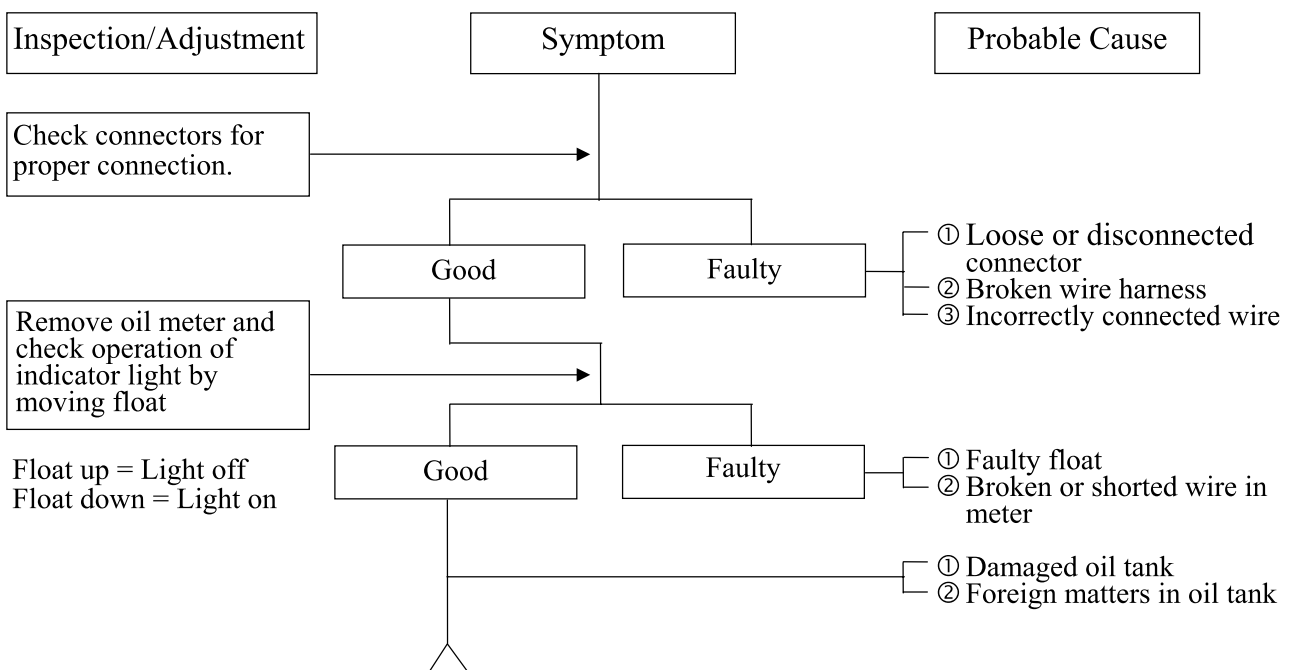 Inspection/Adjustment
Symptom
Probable Cause
Check connectors for
proper connection.
Good
Faulty
① Loose or disconnected
connector
② Broken wire harness
③ Incorrectly connected wire
Remove oil meter and
check operation of
indicator light by
moving float
Float up = Light off
Float down = Light on
Good
Faulty
① Faulty float
② Broken or shorted wire in
meter
① Damaged oil tank
② Foreign matters in oil tank